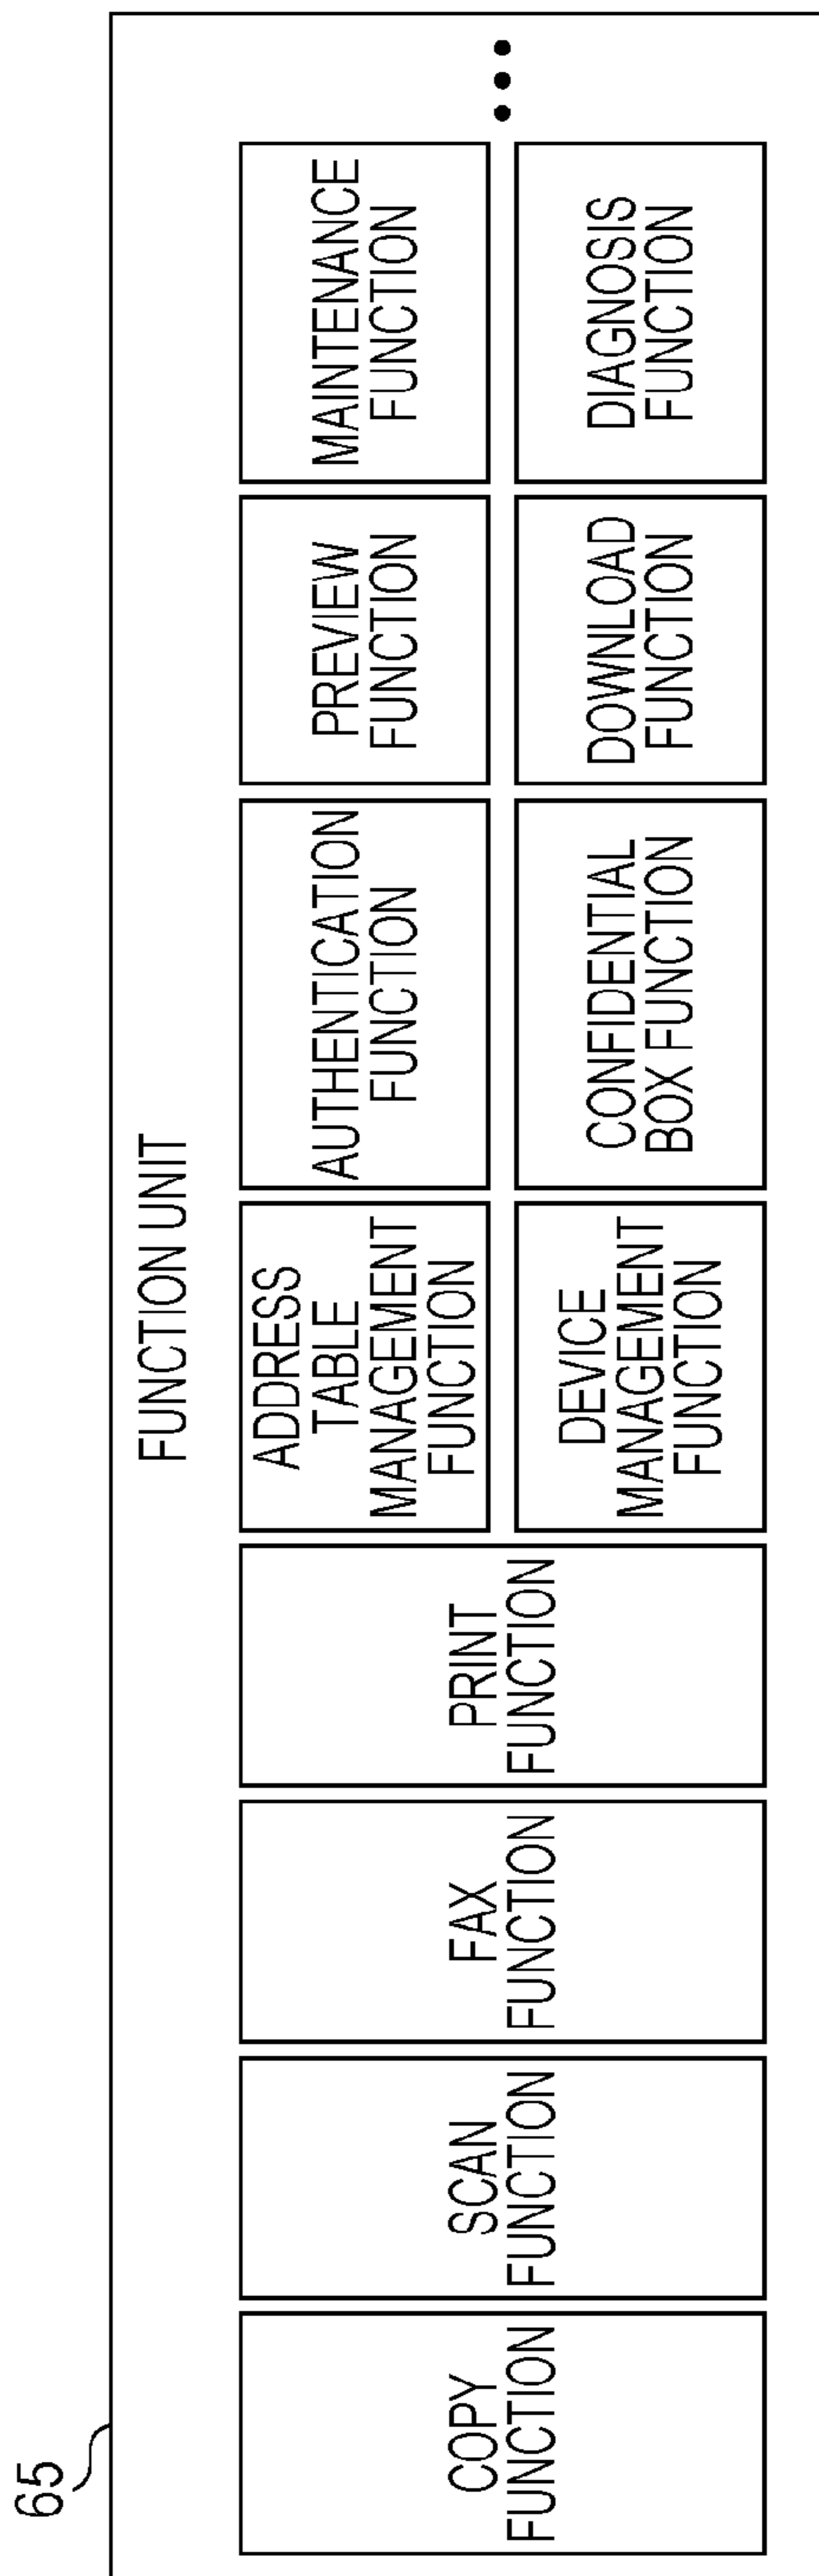 65
FUNCTION UNIT
COPY
FUNCTION
SCAN
FUNCTION
FAX
FUNCTION
PRINT
FUNCTION
ADDRESS
TABLE
MANAGEMENT
FUNCTION
AUTHENTICATION
FUNCTION
PREVIEW
FUNCTION
MAINTENANCE
FUNCTION
DEVICE
MANAGEMENT
FUNCTION
CONFIDENTIAL
BOX FUNCTION
DOWNLOAD
FUNCTION
DIAGNOSIS
FUNCTION